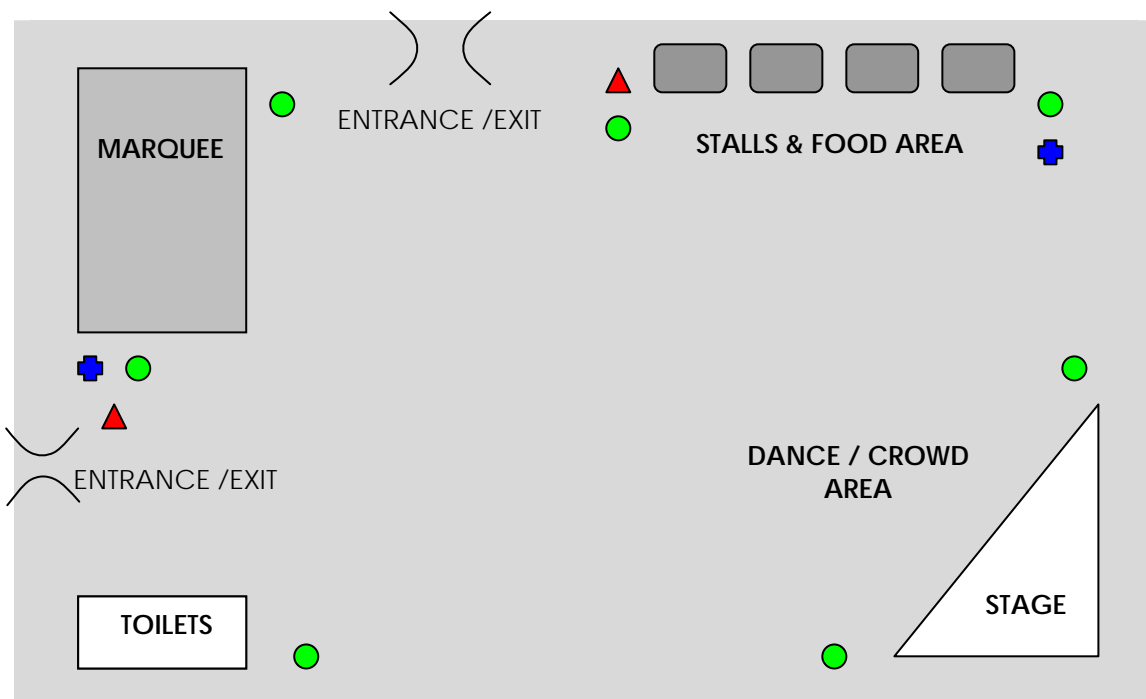 ENTRANCE /EXIT
MARQUEE
STALLS & FOOD AREA
DANCE / CROWD
AREA
ENTRANCE /EXIT
STAGE
TOILETS